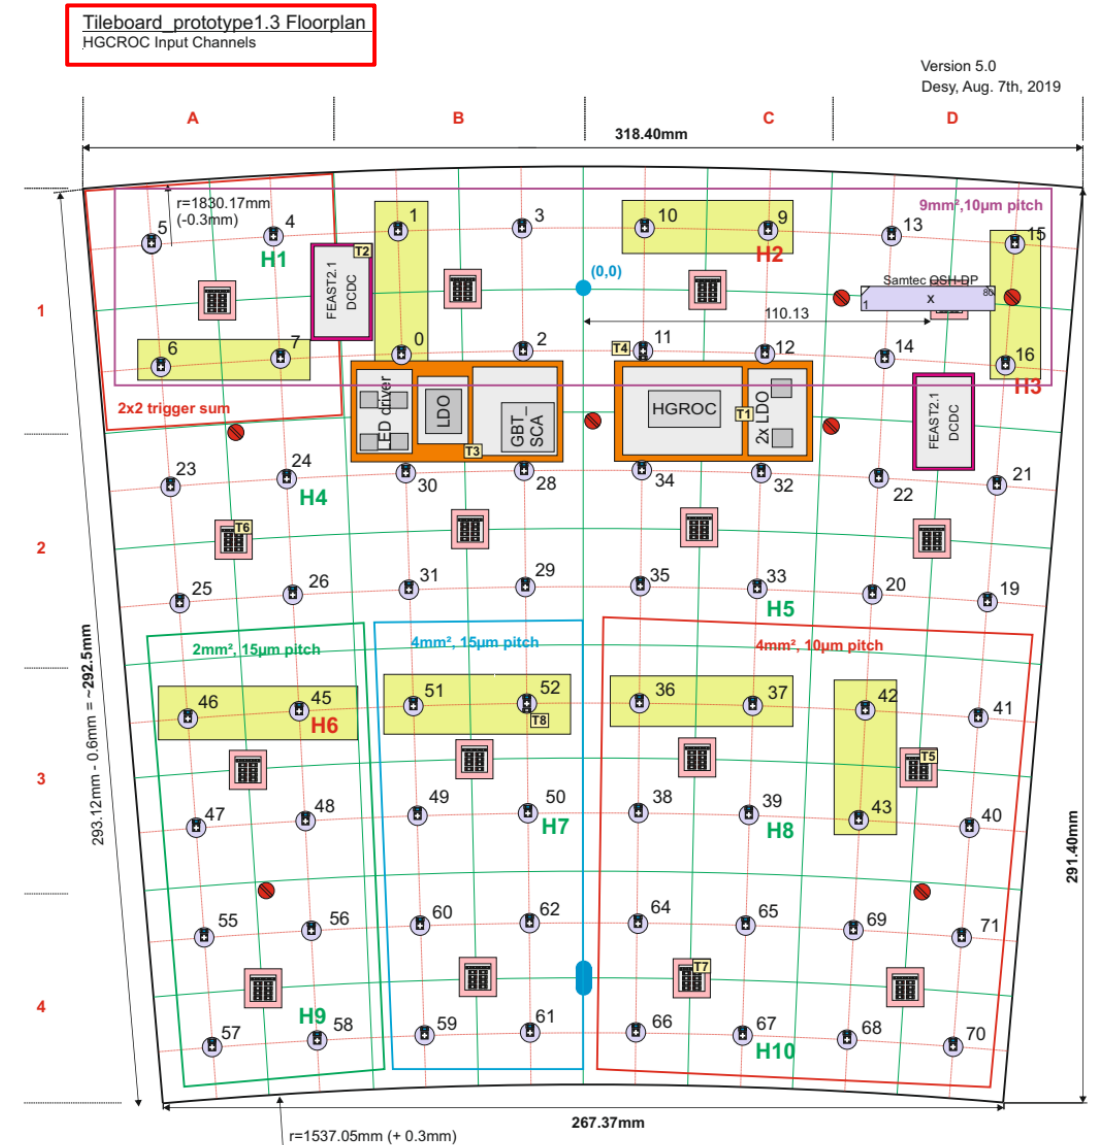 Tileboard_prototype1.3 Floorplan
HGCROC Input Channels
Version 5.0
Desy, Aug. 7th, 2019
A B C D
318.40mm
r=1830.17mm
(-0.3mm)
9mm²,10µm pitch
5 4 1 3 10 9 13 15
H1 T2 H2
FEAST2.1
DCDC
(0,0)
Samtec QSH-DP
1 x 80
1
110.13
6 7 0 2 T4 11 12 14 16
H3
2x2 trigger sum
LED driver
LDO
GBT_
SCA
T3
HGROC
T1
2x LDO
FEAST2.1
DCDC
23 24 30 28 34 32 22 21
H4
T6
2
25 26 31 29 35 33 20 19
H5
2mm², 15µm pitch
4mm², 15µm pitch
4mm², 10µm pitch
293.12mm - 0.6mm = ~292.5mm
46 45 51 52 36 37 42 41
H6 T8
T5
3
47 48 49 50 38 39 43 40
H7 H8
291.40mm
55 56 60 62 64 65 69 71
T7
4
H9
57 58 59 61 66 67 68 70
H10
267.37mm
r=1537.05mm (+ 0.3mm)